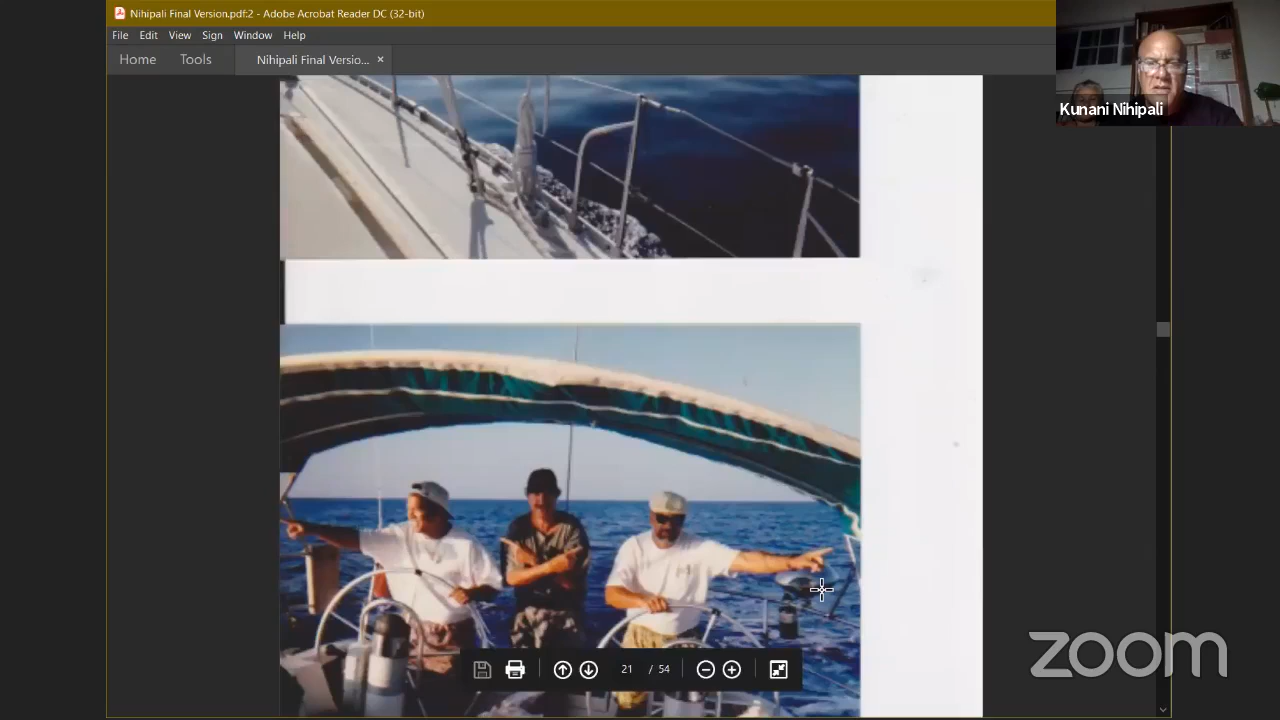 Nihipali Final Version.pdf:2 - Adobe Acrobat Reader DC (32-bit)
File Edit View Sign Window Help
Home Tools Nihipali Final Versio... ×
Kunani Nihipali
21 / 54
zoom